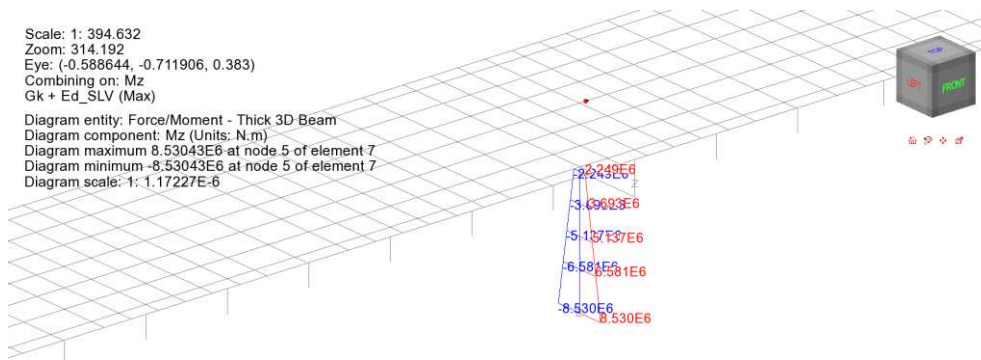 Scale: 1: 394.632
Zoom: 314.192
Eye: (-0.588644, -0.711906, 0.383)
Combining on: Mz
Gk + Ed_SLV (Max)
Diagram entity: Force/Moment - Thick 3D Beam
Diagram component: Mz (Units: N.m)
Diagram maximum 8.53043E6 at node 5 of element 7
Diagram minimum -8.53043E6 at node 5 of element 7
Diagram scale: 1: 1.17227E-6
TOP
LEFT
FRONT
2.249E6
Z
3.693E6
5.137E6
-6.581E6
6.581E6
-8.530E6
8.530E6